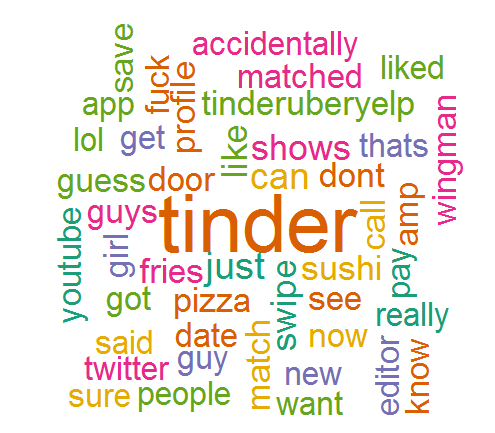 save
accidentally
fuck
profile
matched
liked
app
tinderuberyelp
wingman
lol
get
like
shows
thats
guess
door
can
dont
youtube
guys
girl
tinder
call
amp
fries
just
swipe
sushi
pay
got
pizza
see
really
said
date
match
now
editor
know
twitter
guy
new
sure
people
want